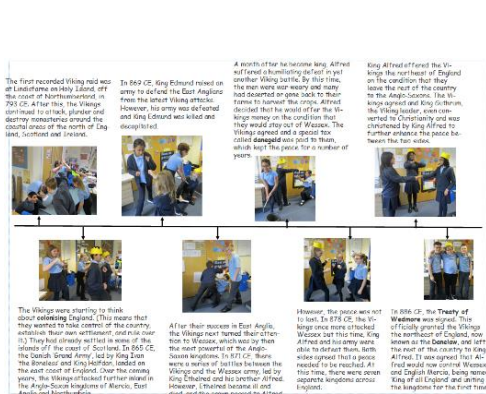 The first recorded Viking raid was
at Lindisfarne on Holy Island, off
the coast of Northumberland, in
793 CE. After this, the Vikings
continued to attack, plunder and
destroy monasteries around the
coastal areas of the north of Eng-
land, Scotland and Ireland.
In 869 CE, King Edmund raised an
army to defend the East Anglians
from the latest Viking attacks.
However, his army was defeated
and King Edmund was killed and
decapitated.
A month after he became king, Alfred
suffered a humiliating defeat in yet
another Viking battle. By this time,
the men were war-weary and many
had deserted or gone back to their
farms to harvest the crops. Alfred
decided that he would offer the Vi-
kings money on the condition that
they would stay out of Wessex. The
Vikings agreed and a special tax
called danegeld was paid to them,
which kept the peace for a number of
years.
King Alfred offered the Vi-
kings the northeast of England
on the condition that they
leave the rest of the country
to the Anglo-Saxons. The Vi-
kings agreed and King Guthrum,
the Viking leader, even con-
verted to Christianity and was
christened by King Alfred to
further enhance the peace be-
tween the two sides.
The Vikings were starting to think
about colonising England. (This means that
they wanted to take control of the country,
establish their own settlement, and rule over
it.) They had already settled in some of the
islands off the coast of Scotland. In 865 CE,
the Danish 'Grand Army', led by King Ivan
'the Boneless' and King Halfdan, landed on
the east coast of England. Over the coming
years, the Vikings attacked further inland in
the Anglo-Saxon kingdoms of Mercia, East
Anglia and Northumbria.
After their success in East Anglia,
the Vikings next turned their atten-
tion to Wessex, which was by then
the most powerful of the Anglo-
Saxon kingdoms. In 871 CE, there
were a series of battles between the
Vikings and the Wessex army, led by
King Ethelred and his brother Alfred.
However, Ethelred became ill and
died, and the crown passed to Alfred
However, the peace was not
to last. In 878 CE, the Vi-
kings once more attacked
Wessex but this time, King
Alfred and his army were
able to defeat them. Both
sides agreed that a peace
needed to be reached. At
this time, there were seven
separate kingdoms across
England.
In 886 CE, the Treaty of
Wedmore was signed. This
officially granted the Vikings
the northeast of England, now
known as the Danelaw, and left
the rest of the country to King
Alfred. It was agreed that Al-
fred would now control Wessex
and English Mercia, being name
'King of all England' and uniting
the kingdoms for the first time